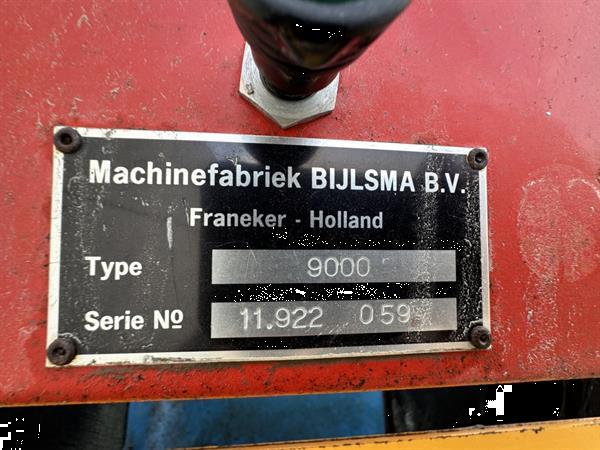 Machinefabriek BIJLSMA B.V.
Franeker - Holland
Type 9000
Serie Nº 11.922 059